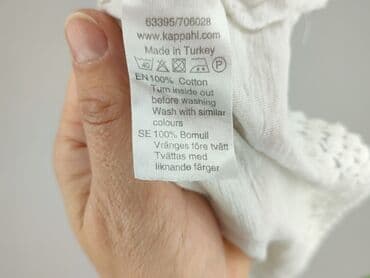 63395/706028
www.kappahl.com
Made in Turkey
40 P
EN 100% Cotton
Turn inside out
before washing
Wash with similar
colours
SE 100% Bomull
Vränges före tvätt
Tvättas med
liknande färger